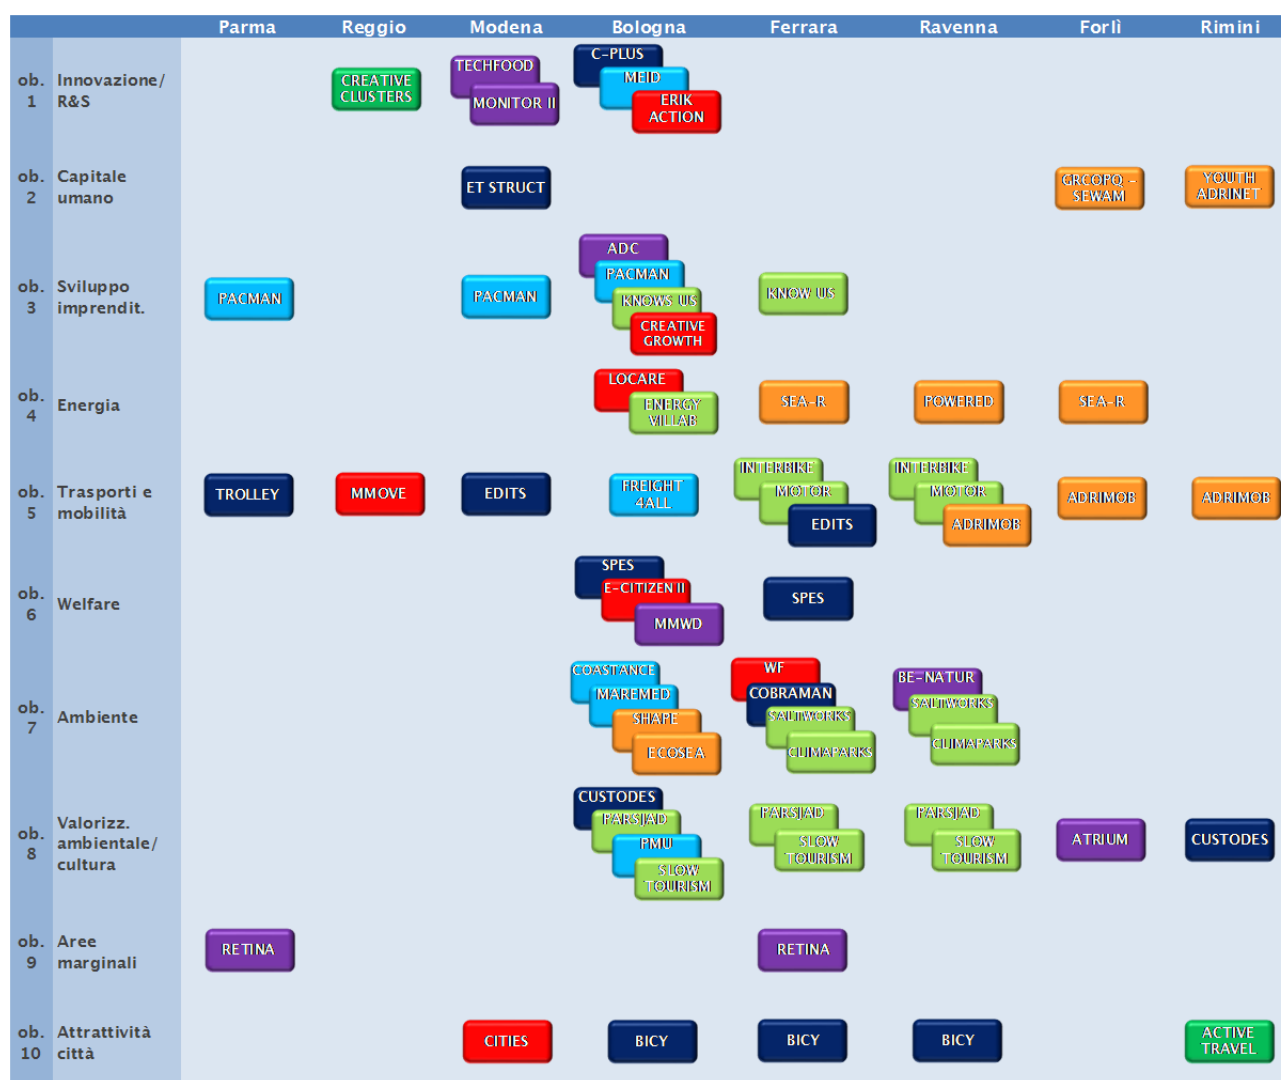 Parma Reggio Modena Bologna Ferrara Ravenna Forlì Rimini
ob. 1
Innovazione/
R&S
CREATIVE
CLUSTERS
TECHFOOD
MONITOR II
C-PLUS
MEID
ERIK
ACTION
ob. 2
Capitale
umano
ET STRUCT
GRCOPQ -
SEWAM
YOUTH
ADRINET
ob. 3
Sviluppo
imprendit.
PACMAN
PACMAN
ADC
PACMAN
KNOWS US
CREATIVE
GROWTH
KNOW US
ob. 4
Energia
LOCARE
ENERGY
VILLAB
SEA-R
POWERED
SEA-R
ob. 5
Trasporti e
mobilità
TROLLEY
MMOVE
EDITS
FREIGHT
4ALL
INTERBIKE
MOTOR
EDITS
INTERBIKE
MOTOR
ADRIMOB
ADRIMOB
ADRIMOB
ob. 6
Welfare
SPES
E-CITIZEN II
MMWD
SPES
ob. 7
Ambiente
COASTANCE
MAREMED
SHAPE
ECOSEA
WF
COBRAMAN
SALTWORKS
CLIMAPARKS
BE-NATUR
SALTWORKS
CLIMAPARKS
ob. 8
Valorizz.
ambientale/
cultura
CUSTODES
PARSJAD
PMU
SLOW
TOURISM
PARSJAD
SLOW
TOURISM
PARSJAD
SLOW
TOURISM
ATRIUM
CUSTODES
ob. 9
Aree
marginali
RETINA
RETINA
ob. 10
Attrattività
città
CITIES
BICY
BICY
BICY
ACTIVE
TRAVEL